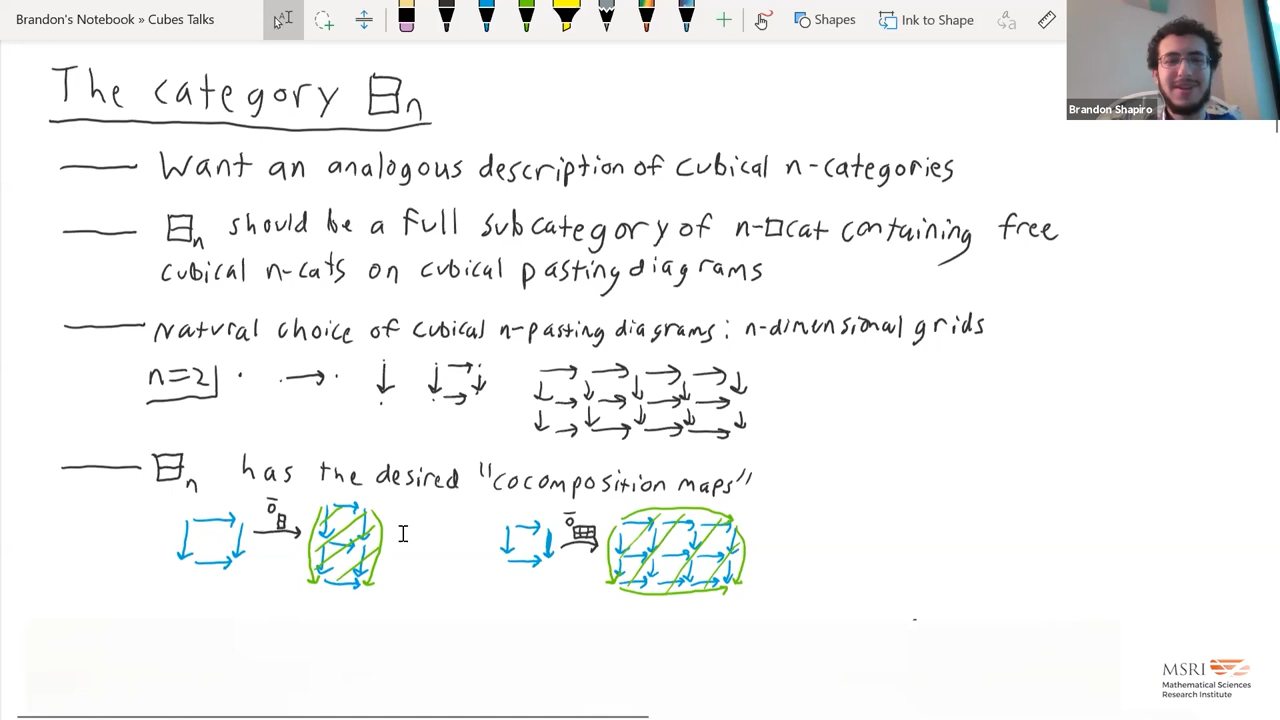 Brandon's Notebook » Cubes Talks
Shapes
Ink to Shape
Brandon Shapiro
The category ⊟n
Want an analogous description of cubical n-categories
⊟n should be a full subcategory of n-□cat containing free
cubical n-cats on cubical pasting diagrams
Natural choice of cubical n-pasting diagrams: n-dimensional grids
n=2
⊟n has the desired "cocomposition maps"
MSRI
Mathematical Sciences
Research Institute